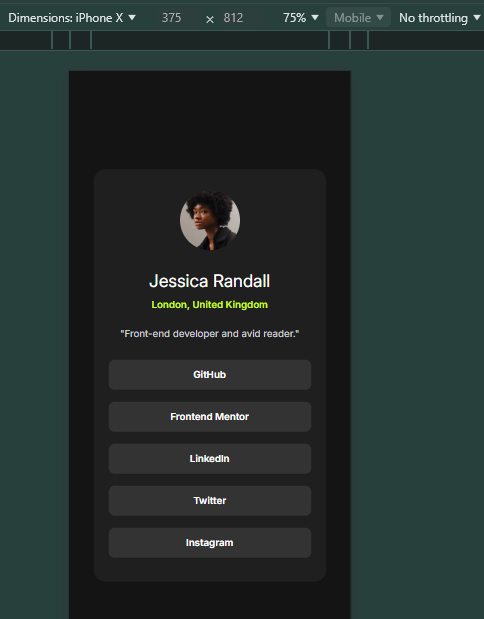 Dimensions: iPhone X 375 × 812 75% Mobile No throttling
Jessica Randall
London, United Kingdom
"Front-end developer and avid reader."
GitHub
Frontend Mentor
LinkedIn
Twitter
Instagram